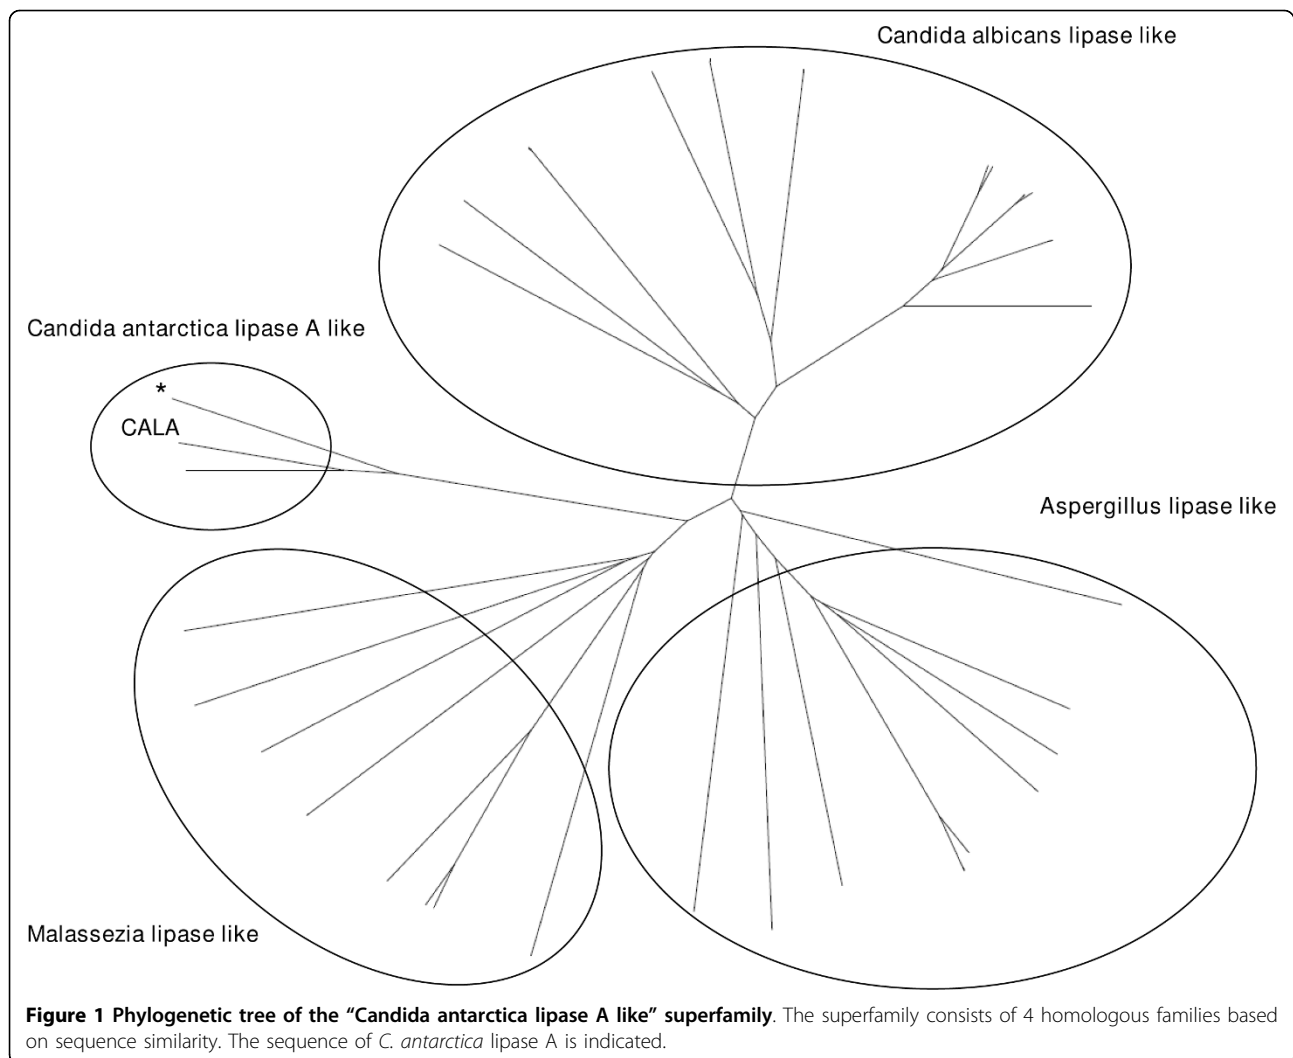 Candida albicans lipase like
Candida antarctica lipase A like
*
CALA
Aspergillus lipase like
Malassezia lipase like
Figure 1 Phylogenetic tree of the “Candida antarctica lipase A like” superfamily. The superfamily consists of 4 homologous families based
on sequence similarity. The sequence of C. antarctica lipase A is indicated.